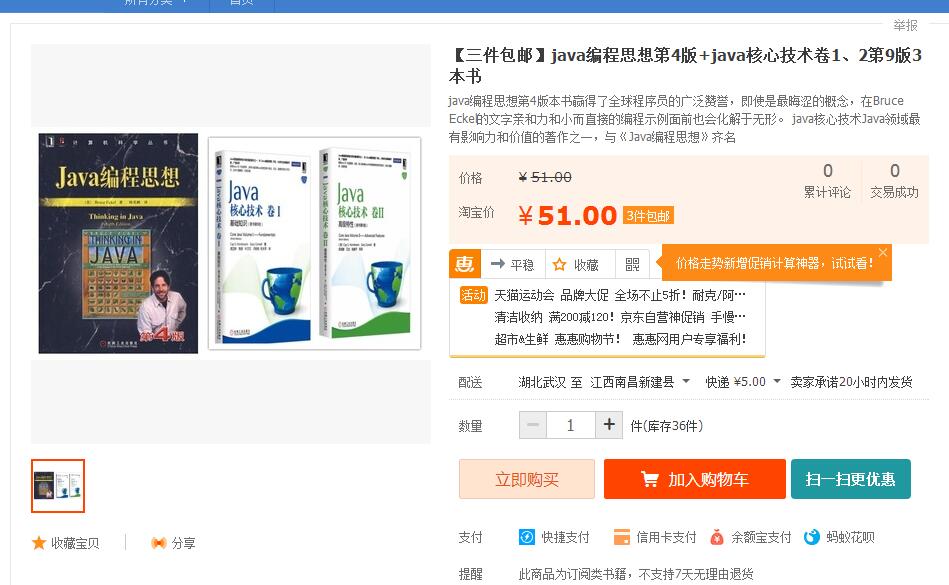 所有分类
首页
举报
【三件包邮】java编程思想第4版+java核心技术卷1、2第9版3
本书
java编程思想第4版本书赢得了全球程序员的广泛赞誉，即使是最晦涩的概念，在Bruce
Eckel的文字亲和力和小而直接的编程示例面前也会化解于无形。 java核心技术Java领域最
有影响力和价值的著作之一，与《Java编程思想》齐名
计算机科学丛书
Java编程思想
Thinking in Java
THINKING IN
JAVA
第4版
Java
核心技术 卷I
基础知识
Java
核心技术 卷II
高级特性
价格
¥ 51.00
0
累计评论
0
交易成功
淘宝价
¥ 51.00 3件包邮
惠
平稳
收藏
价格走势新增促销计算神器，试试看！
活动 天猫运动会 品牌大促 全场不止5折！耐克/阿…
清洁收纳 满200减120！京东自营神促销 手慢…
超市&生鲜 惠惠购物节！ 惠惠网用户专享福利！
配送 湖北武汉 至 江西南昌新建县 快递 ¥5.00 卖家承诺20小时内发货
数量 − 1 + 件(库存36件)
立即购买
加入购物车
扫一扫更优惠
收藏宝贝
分享
支付 快捷支付 信用卡支付 余额宝支付 蚂蚁花呗
提醒 此商品为订阅类书籍，不支持7天无理由退货